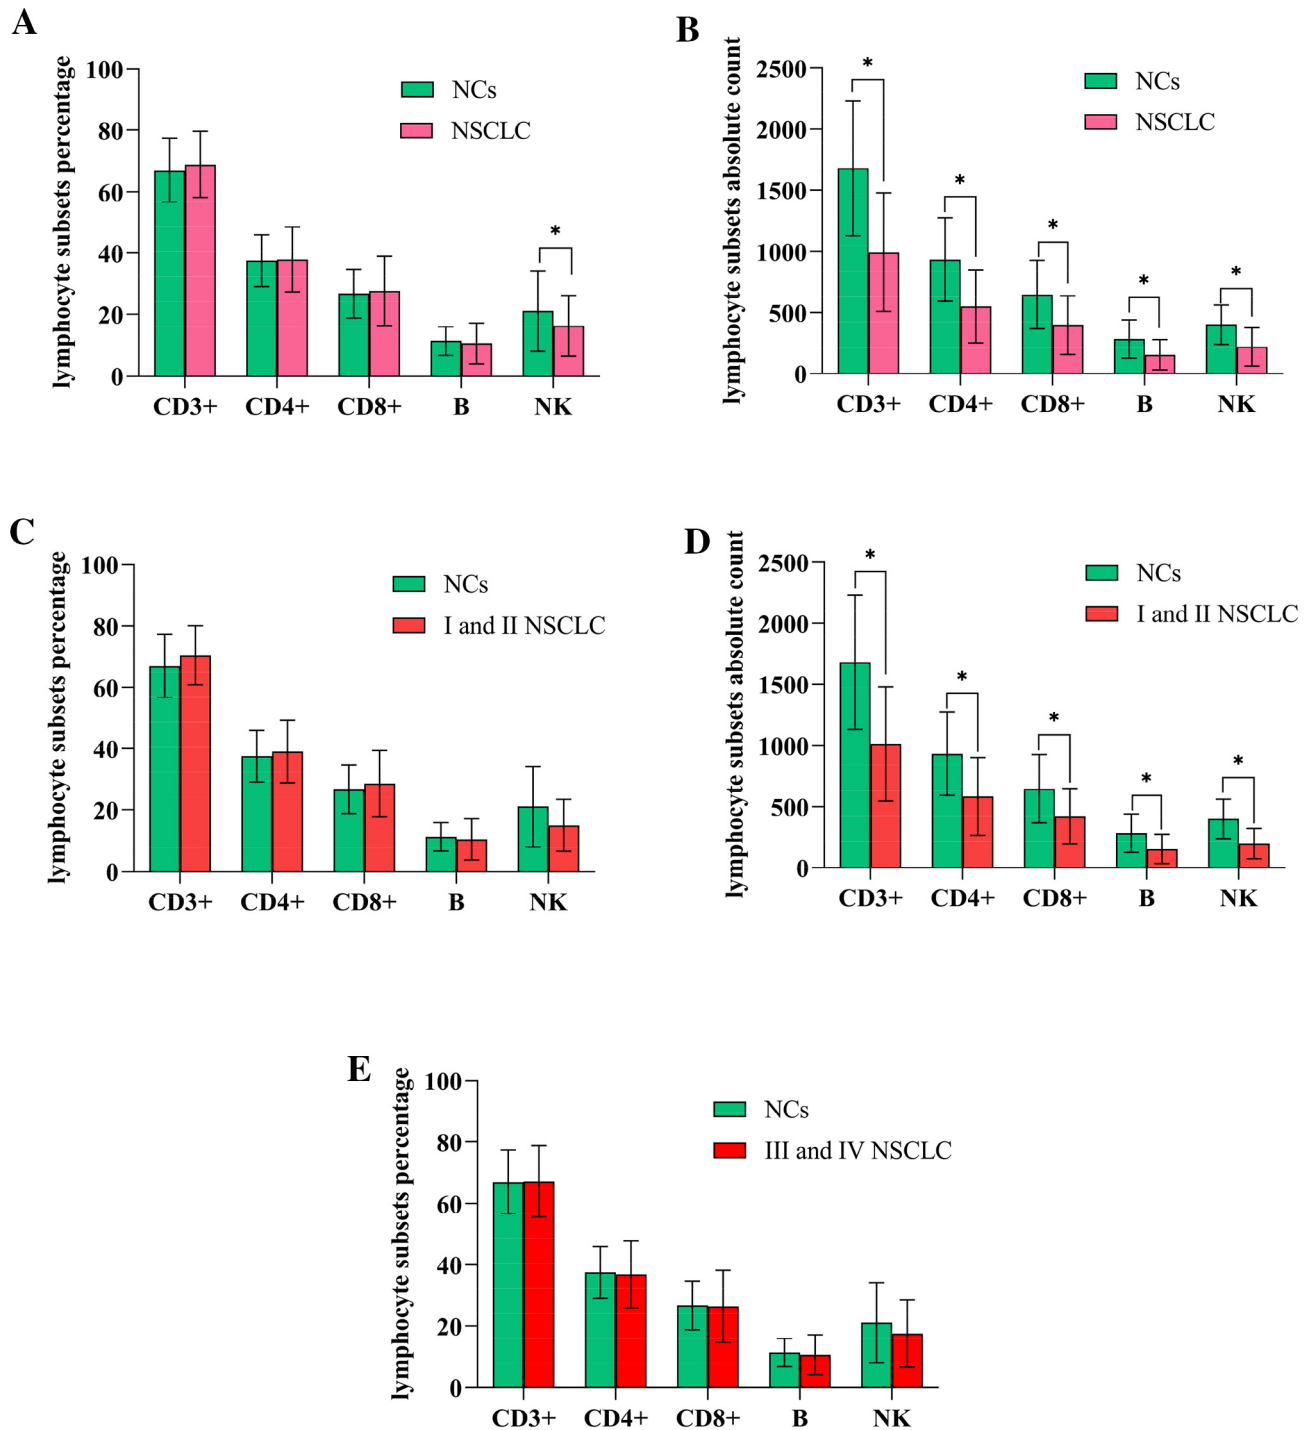 A
lymphocyte subsets percentage
100
80
60
40
20
0
NCs
NSCLC
*
CD3+ CD4+ CD8+ B NK
B
lymphocyte subsets absolute count
2500
2000
1500
1000
500
0
NCs
NSCLC
* * * * *
CD3+ CD4+ CD8+ B NK
C
lymphocyte subsets percentage
100
80
60
40
20
0
NCs
I and II NSCLC
CD3+ CD4+ CD8+ B NK
D
lymphocyte subsets absolute count
2500
2000
1500
1000
500
0
NCs
I and II NSCLC
* * * * *
CD3+ CD4+ CD8+ B NK
E
lymphocyte subsets percentage
100
80
60
40
20
0
NCs
III and IV NSCLC
CD3+ CD4+ CD8+ B NK